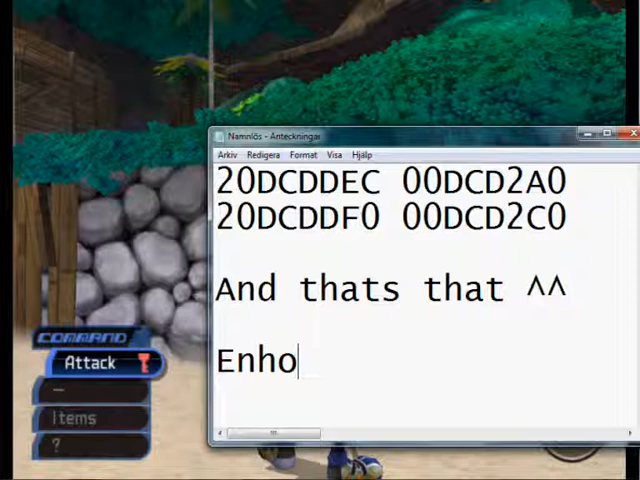 Namnlös - Anteckningar
Arkiv Redigera Format Visa Hjälp
20DCDDEC 00DCD2A0
20DCDDF0 00DCD2C0
And thats that ^^
Enho
COMMAND
Attack
Items
?